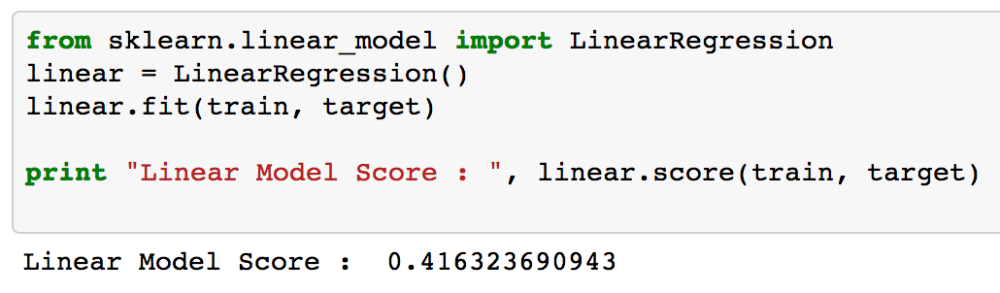 from sklearn.linear_model import LinearRegression
linear = LinearRegression()
linear.fit(train, target)
print "Linear Model Score : ", linear.score(train, target)
Linear Model Score :  0.416323690943